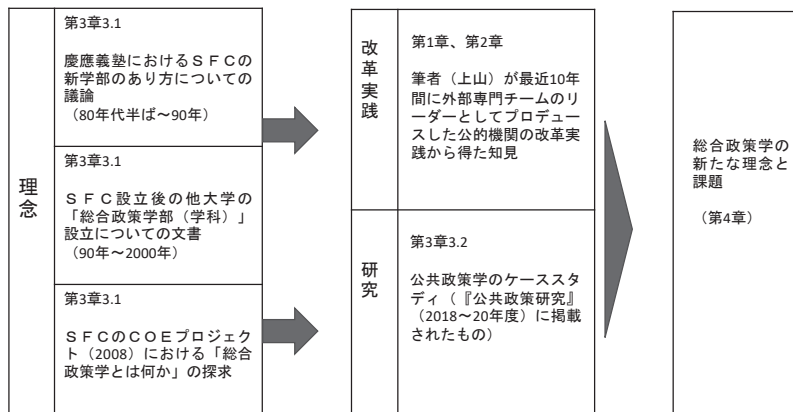 理念
第3章3.1
慶應義塾におけるＳＦＣの
新学部のあり方についての
議論
（80年代半ば～90年）
第3章3.1
ＳＦＣ設立後の他大学の
「総合政策学部（学科）」
設立についての文書
（90年～2000年）
第3章3.1
ＳＦＣのＣＯＥプロジェク
ト（2008）における「総合
政策学とは何か」の探求
改革実践
第1章、第2章
筆者（上山）が最近10年
間に外部専門チームのリ
ーダーとしてプロデュー
スした公的機関の改革実
践から得た知見
研究
第3章3.2
公共政策学のケーススタ
ディ（『公共政策研究』
（2018～20年度）に掲載
されたもの）
総合政策学の
新たな理念と
課題
（第4章）